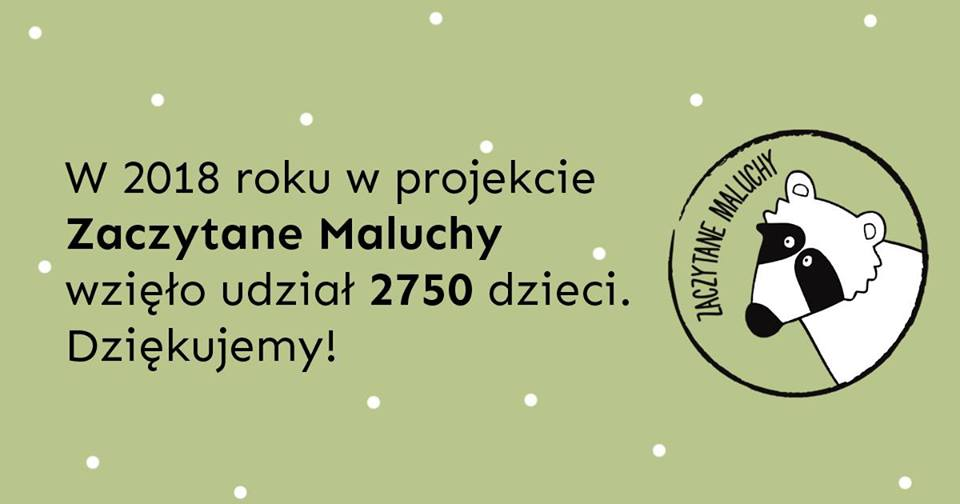 W 2018 roku w projekcie
Zaczytane Maluchy
wzięło udział 2750 dzieci.
Dziękujemy!
ZACZYTANE MALUCHY